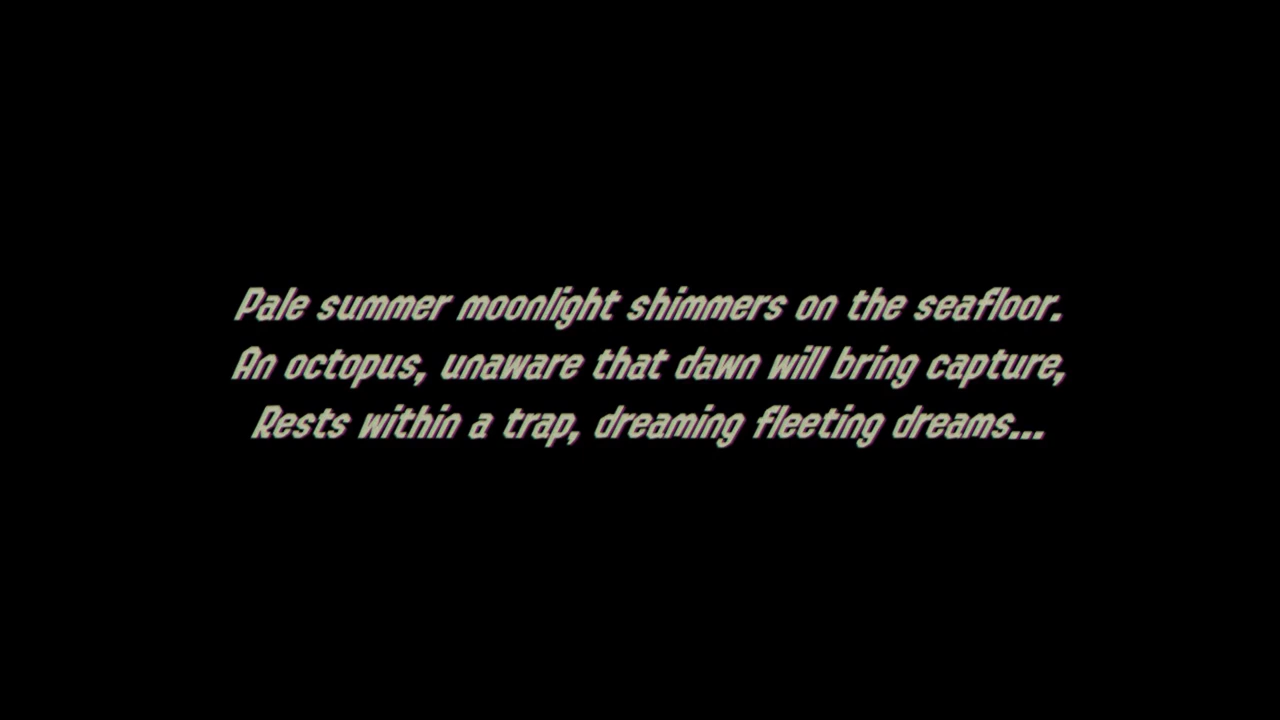 Pale summer moonlight shimmers on the seafloor.
An octopus, unaware that dawn will bring capture,
Rests within a trap, dreaming fleeting dreams...